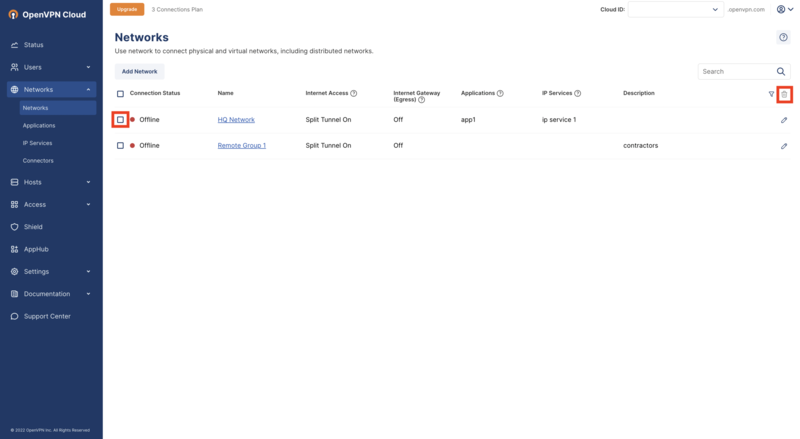 OpenVPN Cloud
Upgrade 3 Connections Plan Cloud ID: openvpn.com
Status
Users
Networks
Networks
Applications
IP Services
Connectors
Hosts
Access
Shield
AppHub
Settings
Documentation
Support Center
© 2023 OpenVPN Inc. All Rights Reserved
Networks
Use network to connect physical and virtual networks, including distributed networks.
Add Network Search
Connection Status Name Internet Access Internet Gateway (Egress) Applications IP Services Description
Offline HQ Network Split Tunnel On Off app1 ip service 1
Offline Remote Group 1 Split Tunnel On Off contractors